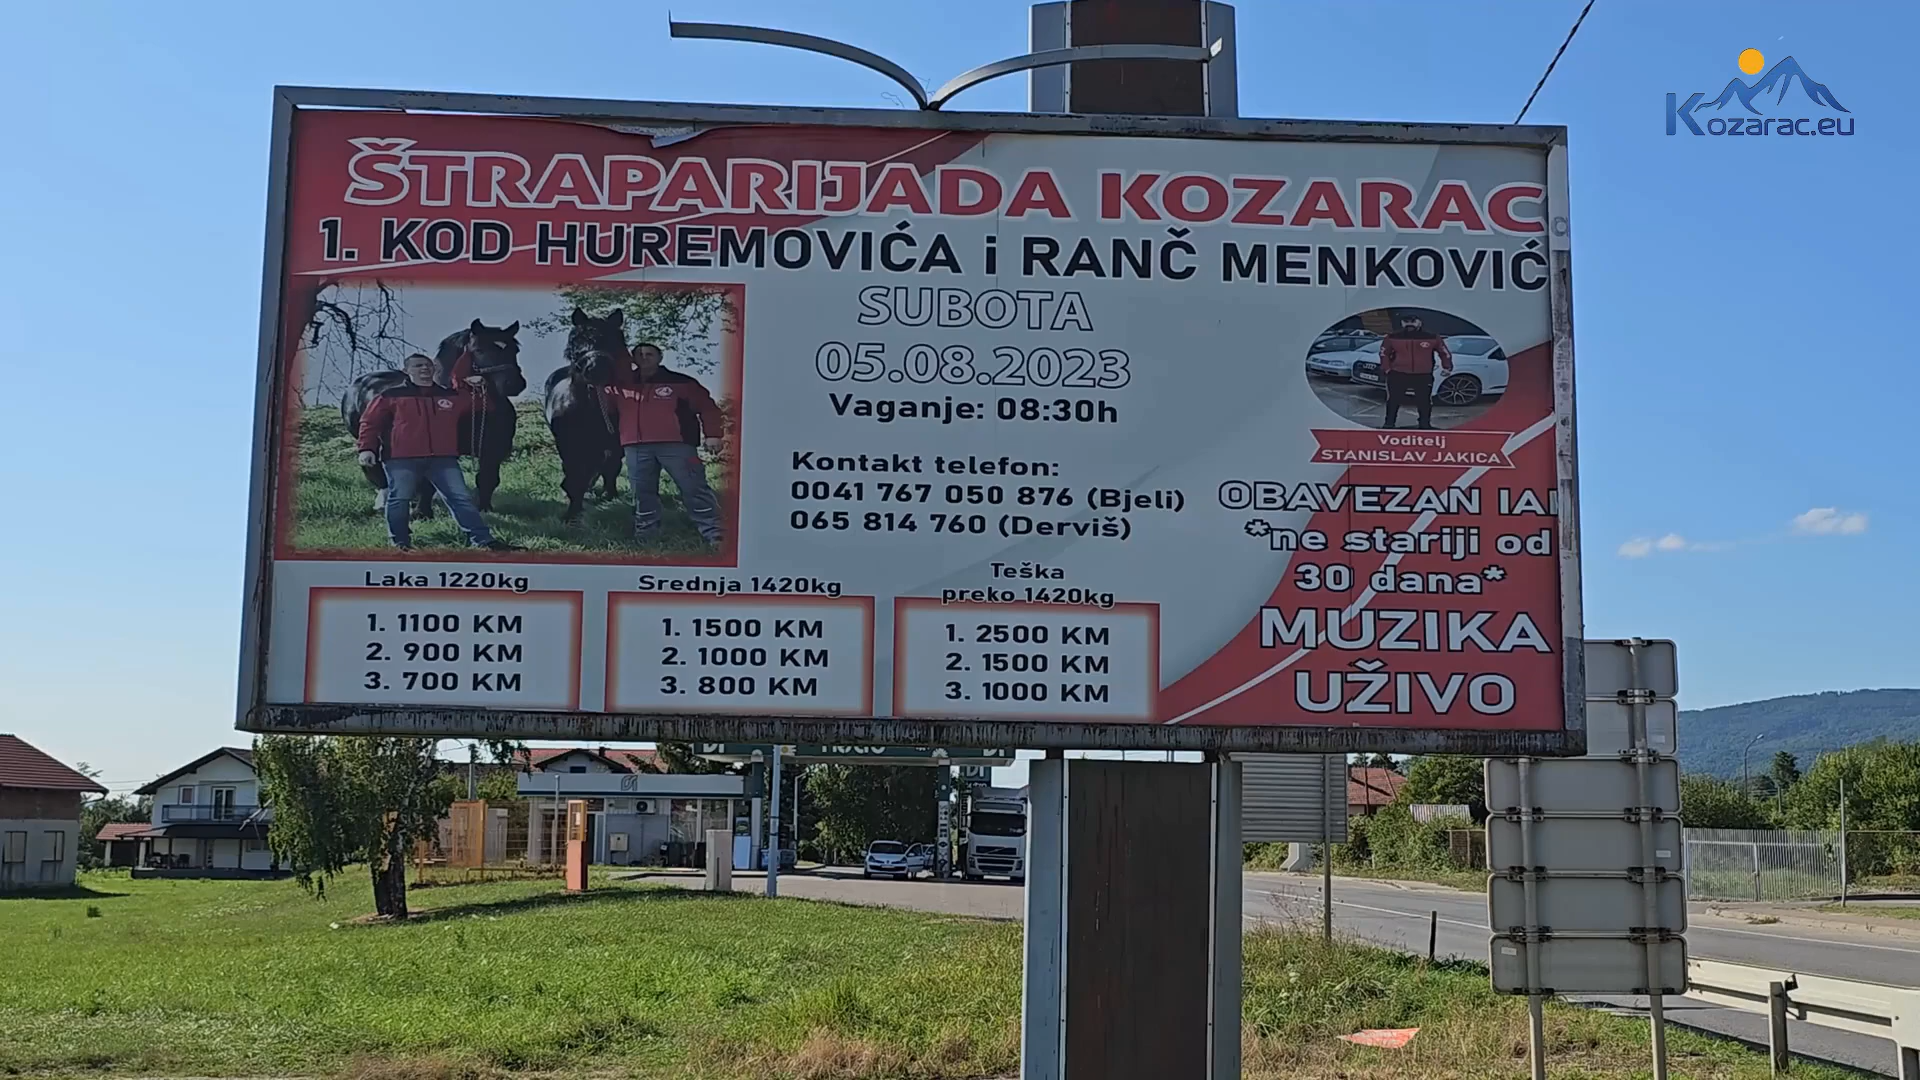 Kozarac.eu
ŠTRAPARIJADA KOZARAC
1. KOD HUREMOVIĆA i RANČ MENKOVIĆ
SUBOTA
05.08.2023
Vaganje: 08:30h
Kontakt telefon:
0041 767 050 876 (Bjeli)
065 814 760 (Derviš)
Voditelj
STANISLAV JAKICA
OBAVEZAN IAI
*ne stariji od
30 dana*
MUZIKA
UŽIVO
Laka 1220kg
1. 1100 KM
2. 900 KM
3. 700 KM
Srednja 1420kg
1. 1500 KM
2. 1000 KM
3. 800 KM
Teška
preko 1420kg
1. 2500 KM
2. 1500 KM
3. 1000 KM